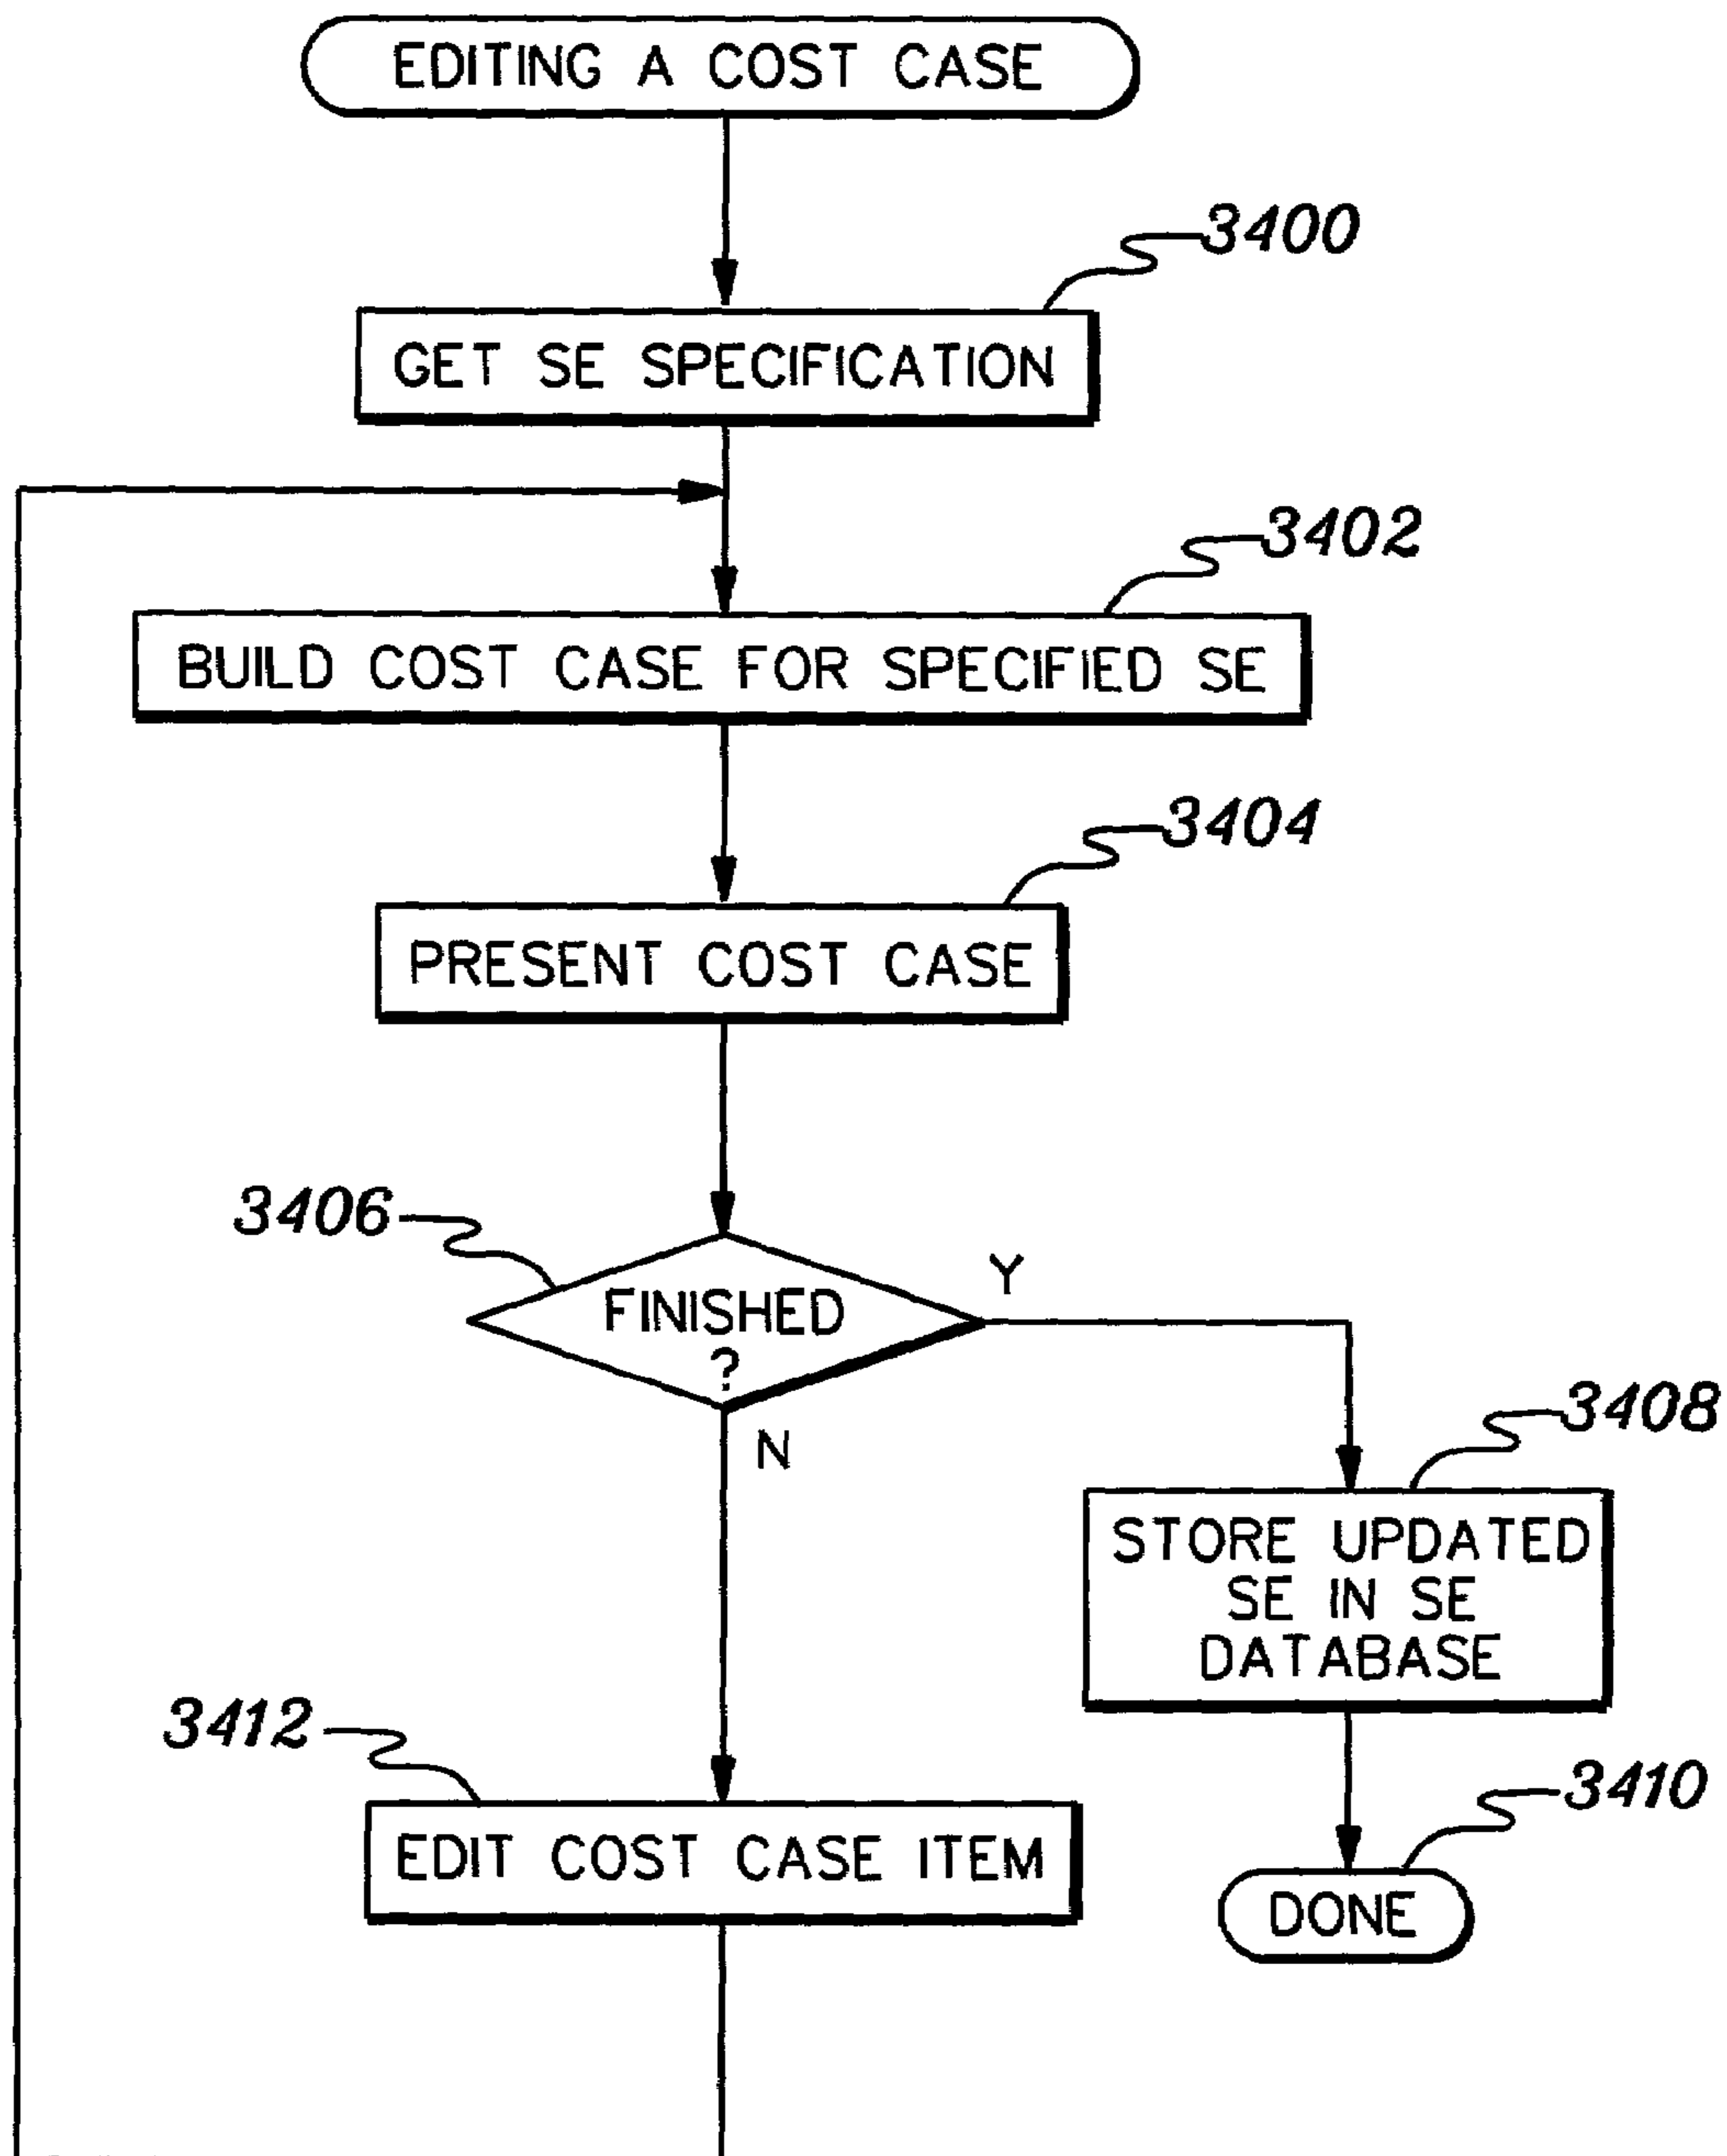 EDITING A COST CASE
3400
GET SE SPECIFICATION
3402
BUILD COST CASE FOR SPECIFIED SE
3404
PRESENT COST CASE
3406
FINISHED
?
Y
N
3408
STORE UPDATED
SE IN SE
DATABASE
3412
EDIT COST CASE ITEM
3410
DONE